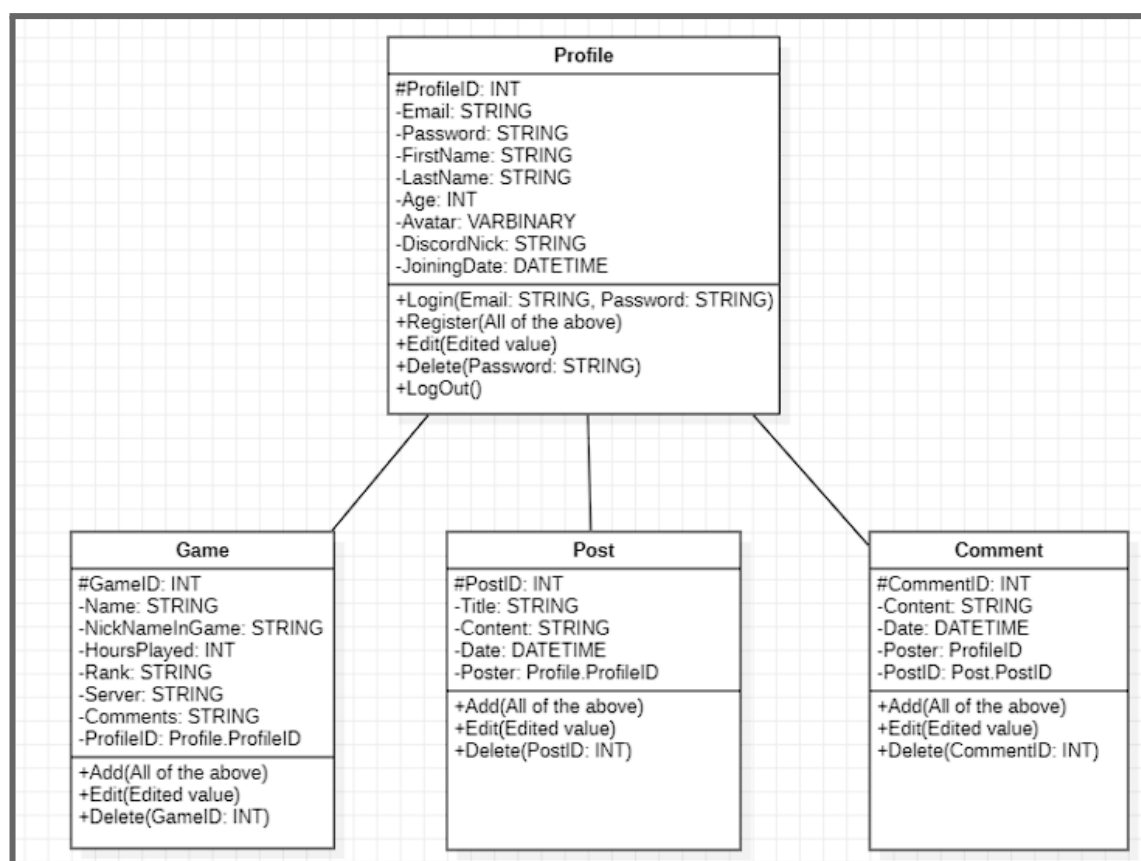 Profile
#ProfileID: INT
-Email: STRING
-Password: STRING
-FirstName: STRING
-LastName: STRING
-Age: INT
-Avatar: VARBINARY
-DiscordNick: STRING
-JoiningDate: DATETIME
+Login(Email: STRING, Password: STRING)
+Register(All of the above)
+Edit(Edited value)
+Delete(Password: STRING)
+LogOut()
Game
#GameID: INT
-Name: STRING
-NickNameInGame: STRING
-HoursPlayed: INT
-Rank: STRING
-Server: STRING
-Comments: STRING
-ProfileID: Profile.ProfileID
+Add(All of the above)
+Edit(Edited value)
+Delete(GameID: INT)
Post
#PostID: INT
-Title: STRING
-Content: STRING
-Date: DATETIME
-Poster: Profile.ProfileID
+Add(All of the above)
+Edit(Edited value)
+Delete(PostID: INT)
Comment
#CommentID: INT
-Content: STRING
-Date: DATETIME
-Poster: ProfileID
-PostID: Post.PostID
+Add(All of the above)
+Edit(Edited value)
+Delete(CommentID: INT)